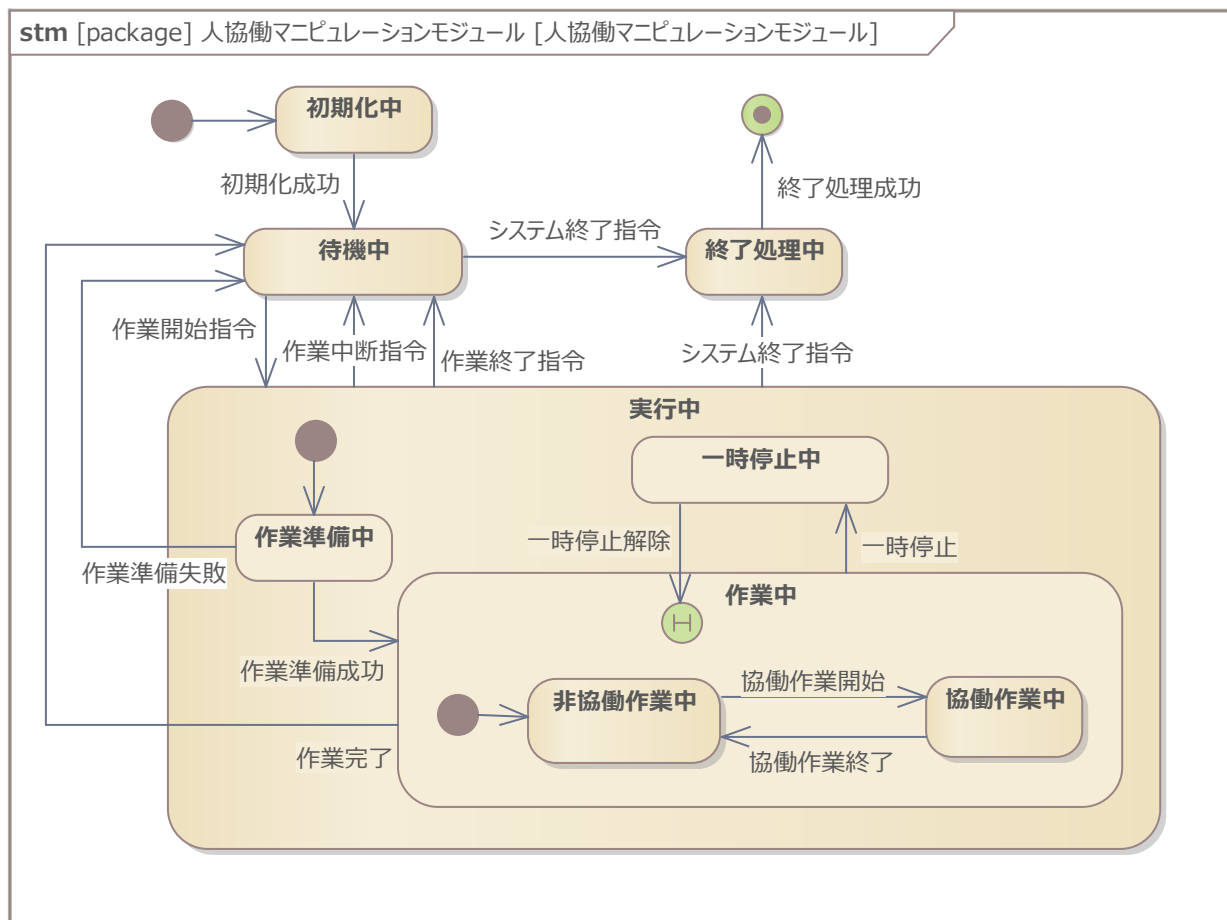 stm [package] 人協働マニピュレーションモジュール [人協働マニピュレーションモジュール]
初期化中
初期化成功
終了処理成功
待機中
システム終了指令
終了処理中
作業開始指令
作業中断指令
作業終了指令
システム終了指令
実行中
一時停止中
作業準備中
一時停止解除
一時停止
作業準備失敗
作業中
H
作業準備成功
非協働作業中
協働作業開始
協働作業中
作業完了
協働作業終了